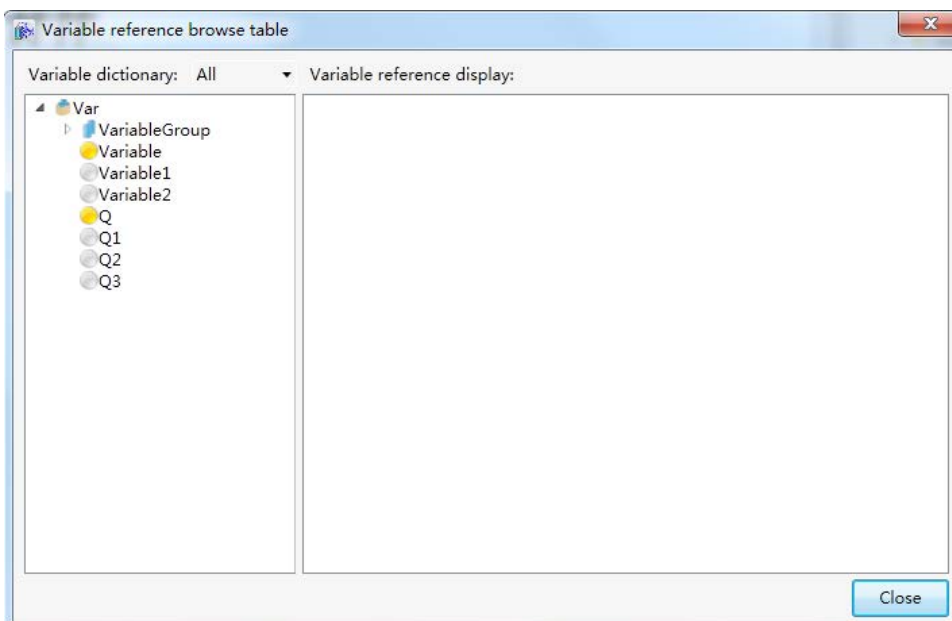 Variable reference browse table
Variable dictionary: All
Variable reference display:
Var
VariableGroup
Variable
Variable1
Variable2
Q
Q1
Q2
Q3
Close